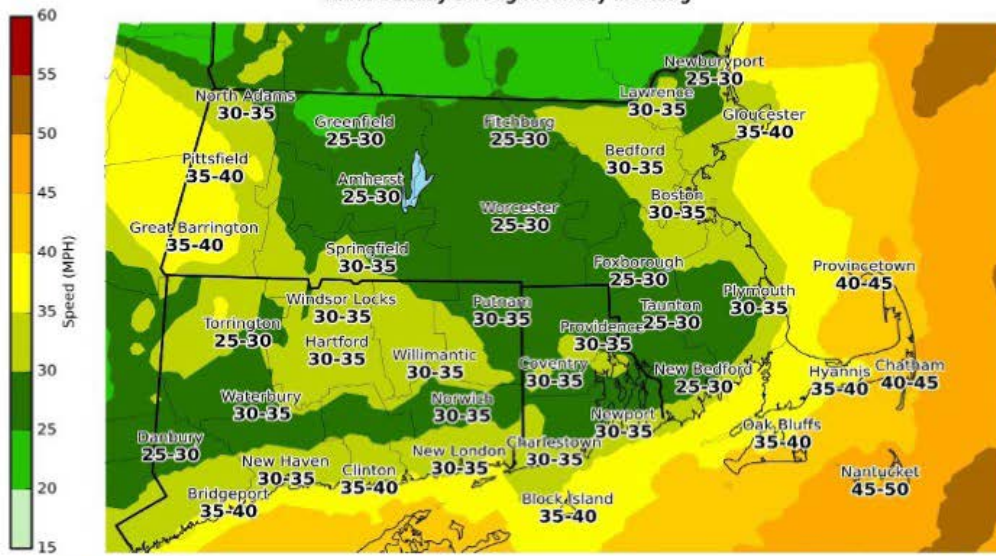 60
55
50
45
40
35
30
25
20
15
Speed (MPH)
Newburyport
25-30
North Adams
30-35
Lawrence
30-35
Greenfield
25-30
Fitchburg
25-30
Gloucester
35-40
Pittsfield
35-40
Bedford
30-35
Amherst
25-30
Boston
30-35
Worcester
25-30
Great Barrington
35-40
Springfield
30-35
Foxborough
25-30
Provincetown
40-45
Windsor Locks
30-35
Putnam
30-35
Taunton
25-30
Plymouth
30-35
Torrington
25-30
Providence
30-35
Hartford
30-35
Willimantic
30-35
Coventry
30-35
New Bedford
25-30
Hyannis
35-40
Chatham
40-45
Waterbury
30-35
Norwich
30-35
Newport
30-35
Oak Bluffs
35-40
Danbury
25-30
New Haven
30-35
Clinton
35-40
New London
30-35
Charlestown
30-35
Nantucket
45-50
Bridgeport
35-40
Block Island
35-40